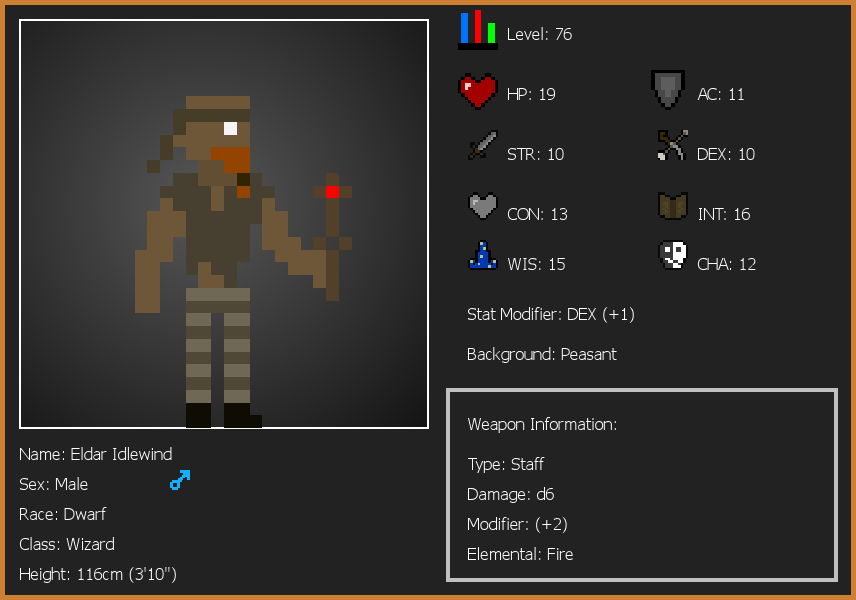 Level: 76
HP: 19
AC: 11
STR: 10
DEX: 10
CON: 13
INT: 16
WIS: 15
CHA: 12
Stat Modifier: DEX (+1)
Background: Peasant
Weapon Information:
Type: Staff
Damage: d6
Modifier: (+2)
Elemental: Fire
Name: Eldar Idlewind
Sex: Male
Race: Dwarf
Class: Wizard
Height: 116cm (3'10")